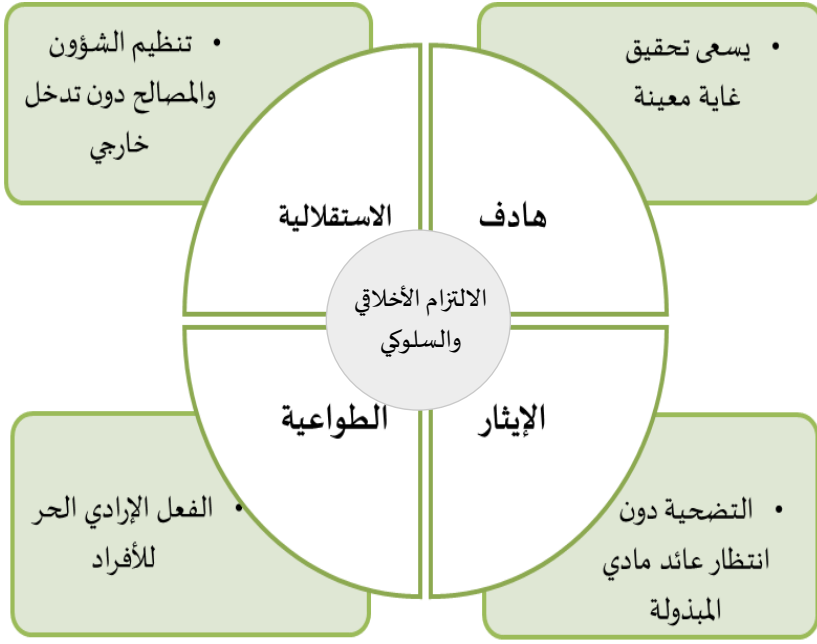 يسعى تحقيق
غاية معينة
تنظيم الشؤون
والمصالح دون تدخل
خارجي
هادف
الاستقلالية
الالتزام الأخلاقي
والسلوكي
الإيثار
الطواعية
التضحية دون
انتظار عائد مادي
المبذولة
الفعل الإرادي الحر
للأفراد